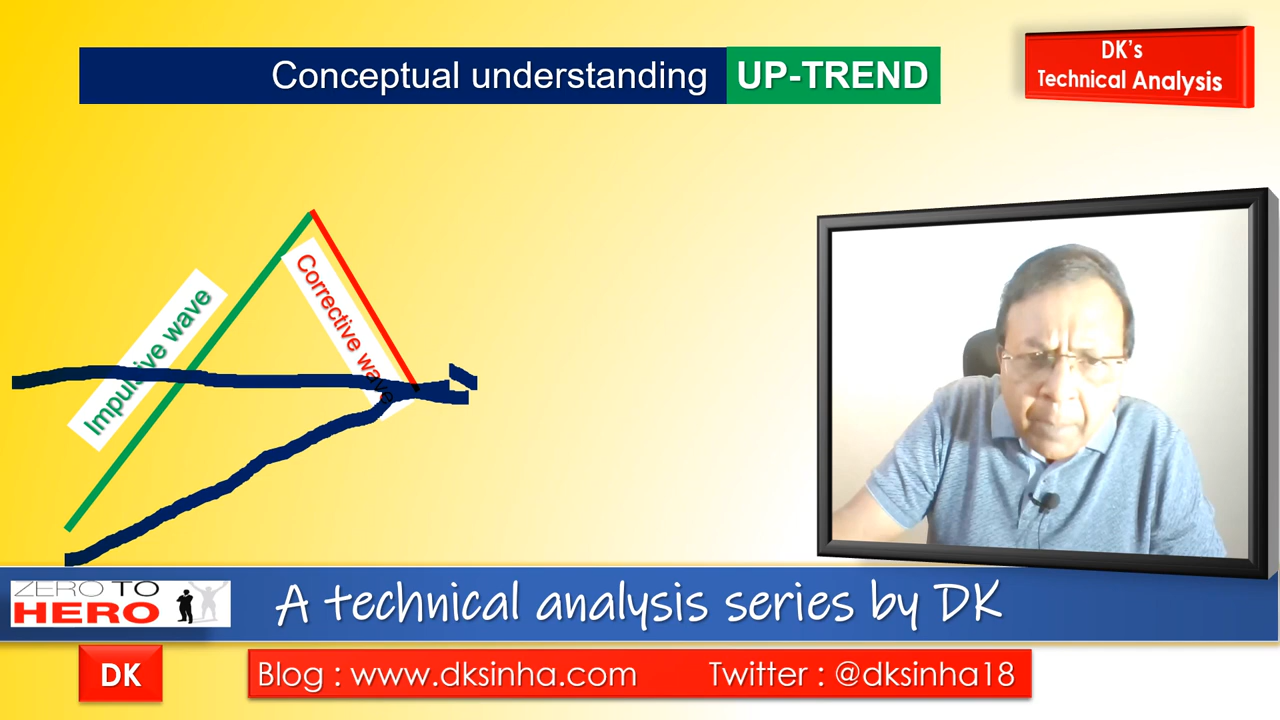 Conceptual understanding UP-TREND
DK's
Technical Analysis
Impulsive wave
Corrective wave
ZERO TO
HERO
A technical analysis series by DK
DK
Blog : www.dksinha.com Twitter : @dksinha18